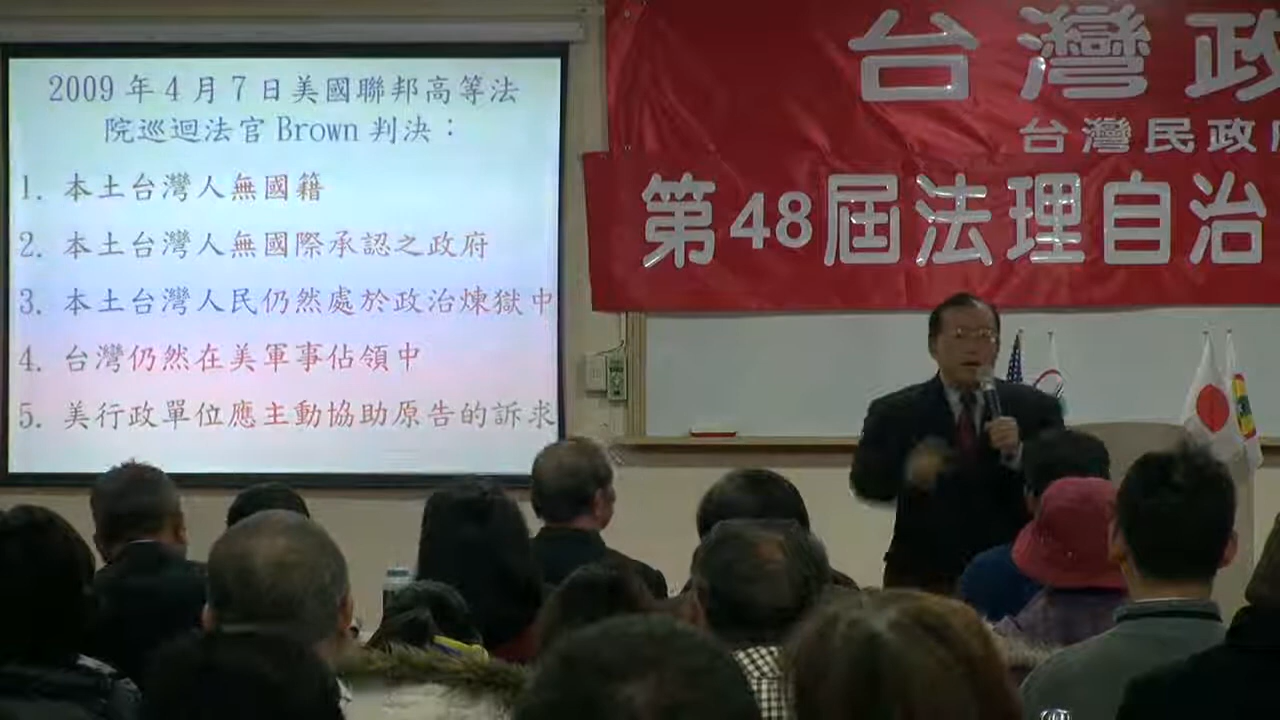 2009 年 4 月 7 日美國聯邦高等法
院巡迴法官 Brown 判決：
1. 本土台灣人無國籍
2. 本土台灣人無國際承認之政府
3. 本土台灣人民仍然處於政治煉獄中
4. 台灣仍然在美軍事佔領中
5. 美行政單位應主動協助原告的訴求
台灣政
台灣民政府
第48屆法理自治